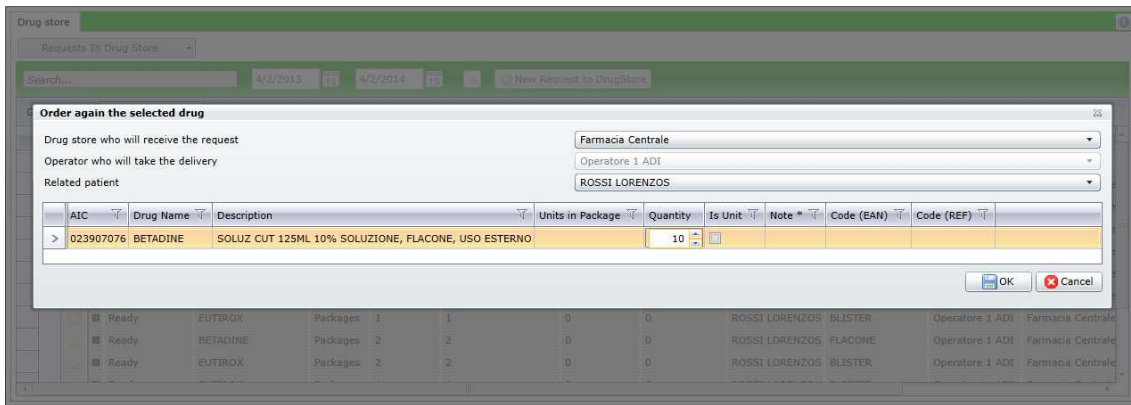 Drug store
Requests To Drug Store
Search... 4/2/2013 15 4/2/2014 15 New Request to DrugStore
Order again the selected drug
Drug store who will receive the request Farmacia Centrale
Operator who will take the delivery Operatore 1 ADI
Related patient ROSSI LORENZOS
AIC Drug Name Description Units in Package Quantity Is Unit Note * Code (EAN) Code (REF)
> 023907076 BETADINE SOLUZ CUT 125ML 10% SOLUZIONE, FLACONE, USO ESTERNO 10
OK Cancel
Ready EUTIROX Packages 1 1 0 0 ROSSI LORENZOS BLISTER Operatore 1 ADI Farmacia Centrale
Ready BETADINE Packages 2 2 0 0 ROSSI LORENZOS FLACONE Operatore 1 ADI Farmacia Centrale
Ready EUTIROX Packages 2 2 0 0 ROSSI LORENZOS BLISTER Operatore 1 ADI Farmacia Centrale